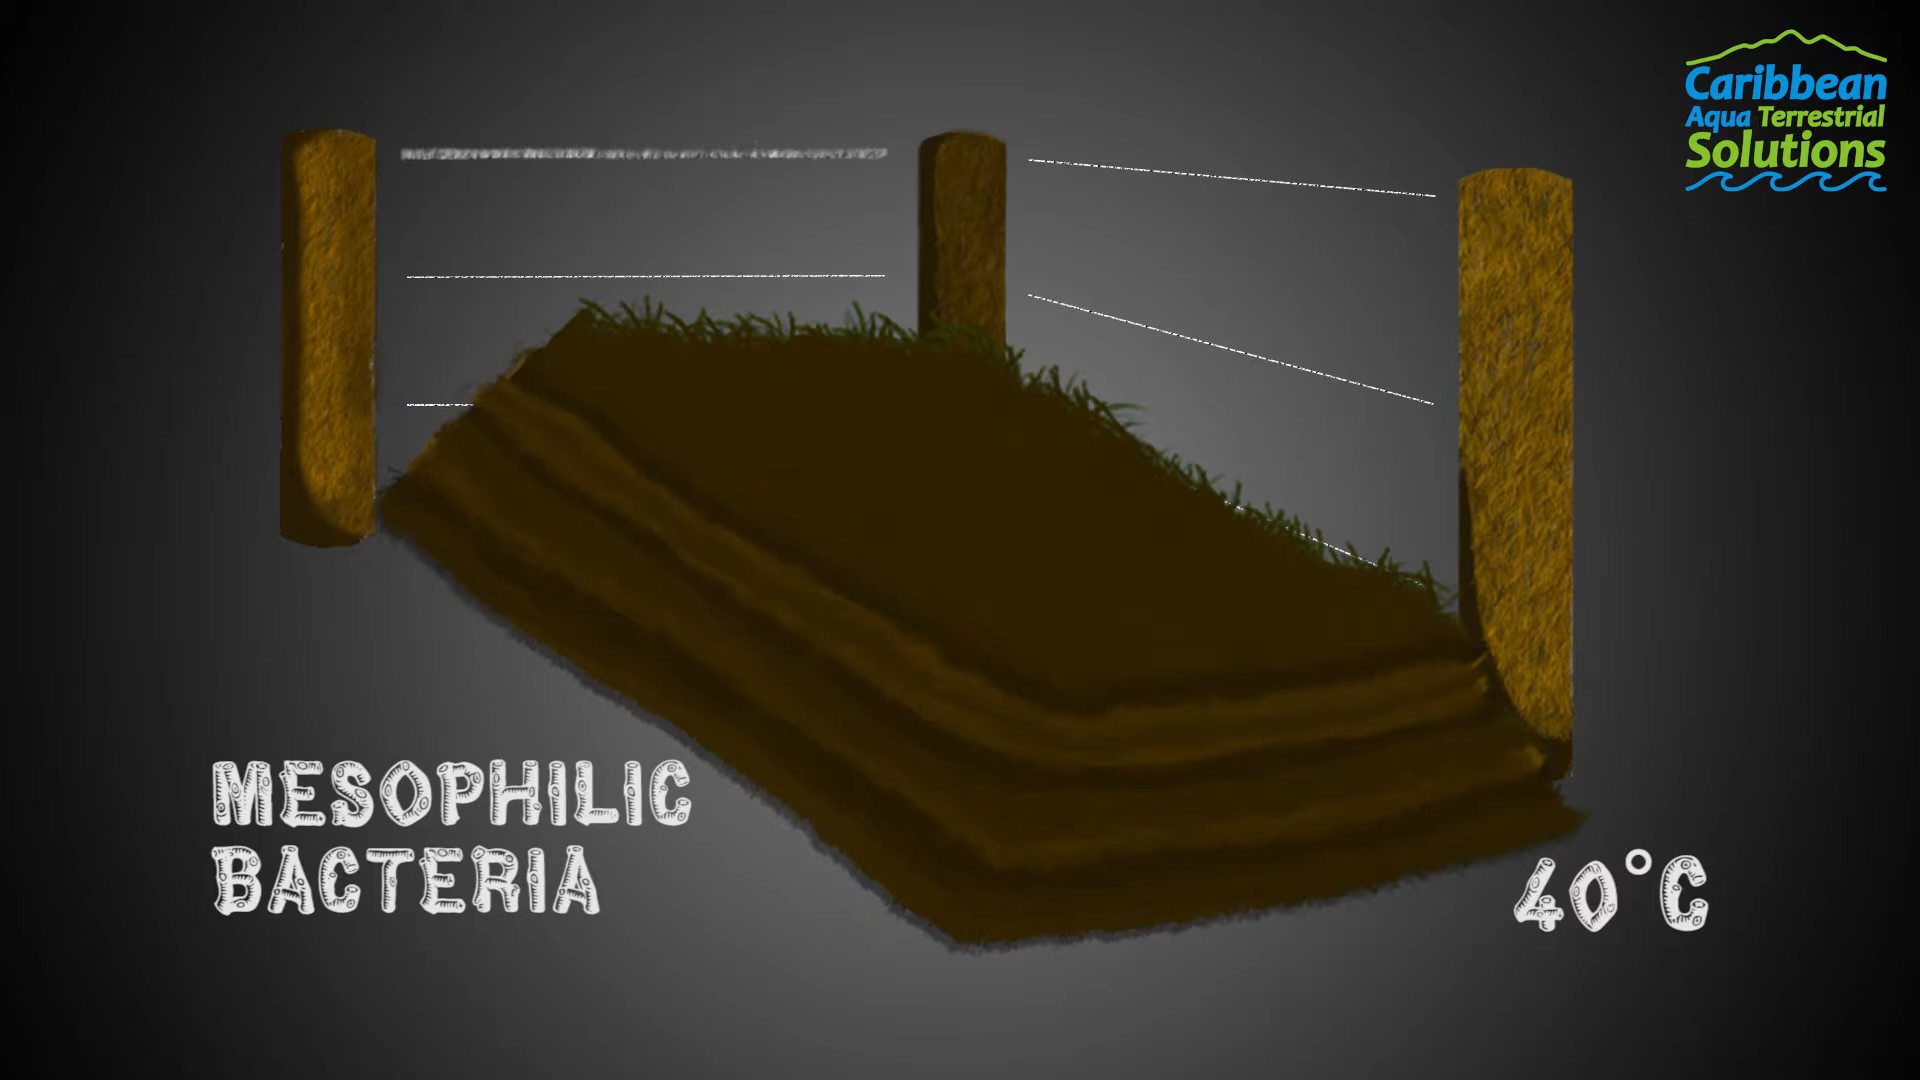 Caribbean
Aqua Terrestrial
Solutions
MESOPHILIC
BACTERIA
40°C